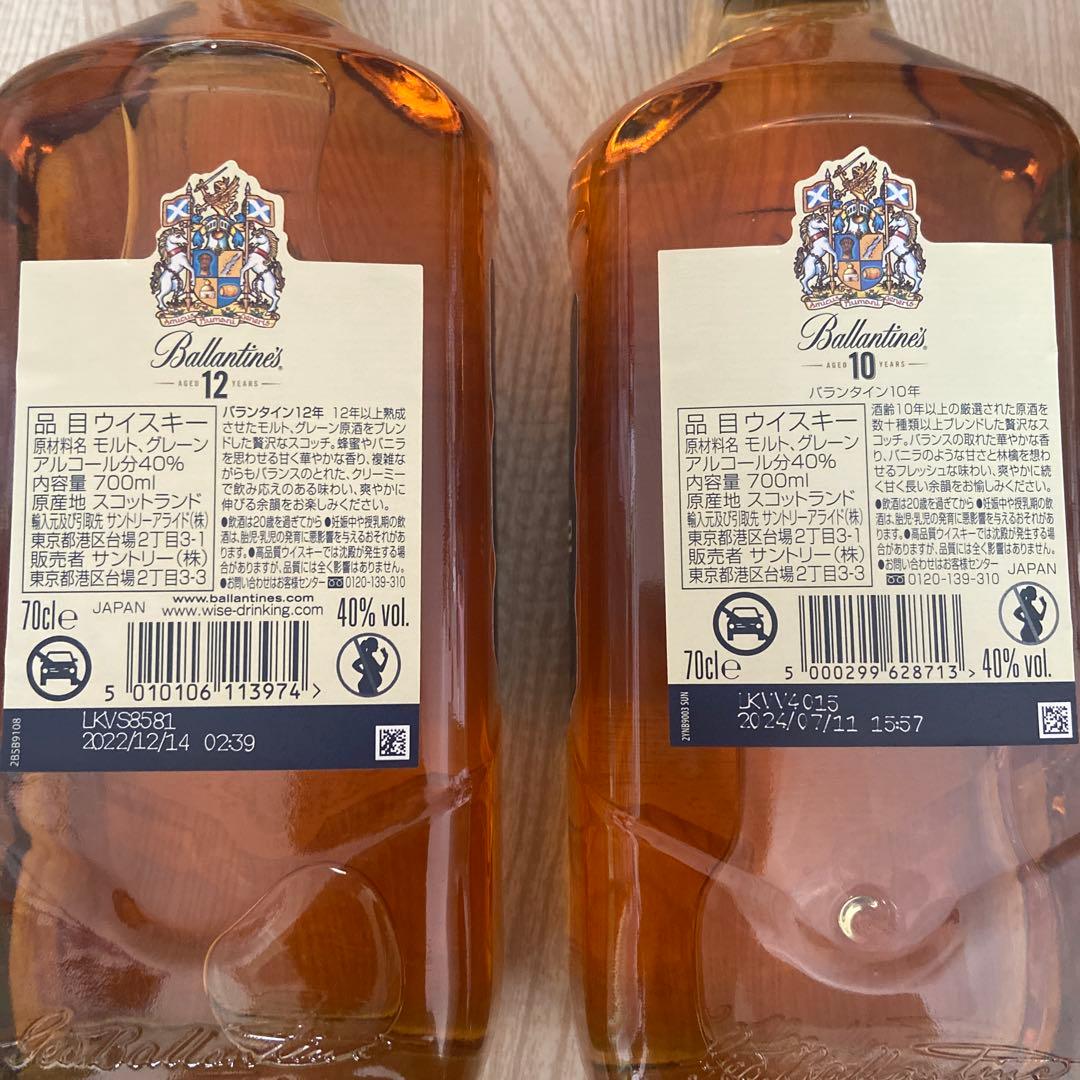 Amicus Humani Generis
Ballantine's
AGED 12 YEARS
品目 ウイスキー
原材料名 モルト、グレーン
アルコール分40%
内容量 700ml
原産地 スコットランド
輸入元及び引取先 サントリーアライド(株)
東京都港区台場2丁目3-1
販売者 サントリー(株)
東京都港区台場2丁目3-3
バランタイン12年 12年以上熟成
させたモルト、グレーン原酒をブレン
ドした贅沢なスコッチ。蜂蜜やバニラ
を思わせる甘く華やかな香り、複雑な
がらもバランスのとれた、クリーミー
で飲み応えのある味わい、爽やかに
伸びる余韻をお楽しみください。
●飲酒は20歳を過ぎてから ●妊娠中や授乳期の飲
酒は、胎児・乳児の発育に悪影響を与えるおそれがあ
ります。●高品質ウイスキーでは沈殿が発生する場
合がありますが、品質には全く影響はありません。
●お問い合わせはお客様センター 0120-139-310
www.ballantines.com
JAPAN www.wise-drinking.com
70cl e
40% vol.
5 010106 113974 >
LKVS8581
2022/12/14 02:39
2BSB9108
Amicus Humani Generis
Ballantine's
AGED 10 YEARS
バランタイン10年
品目 ウイスキー
原材料名 モルト、グレーン
アルコール分40%
内容量 700ml
原産地 スコットランド
輸入元及び引取先 サントリーアライド(株)
東京都港区台場2丁目3-1
販売者 サントリー(株)
東京都港区台場2丁目3-3
酒齢10年以上の厳選された原酒を
数十種類以上ブレンドした贅沢なス
コッチ。バランスの取れた華やかな香
り、バニラのような甘さと林檎を想わ
せるフレッシュな味わい、爽やかに続
く甘く長い余韻をお愉しみください。
●飲酒は20歳を過ぎてから ●妊娠中や授乳期の飲
酒は、胎児・乳児の発育に悪影響を与えるおそれがあ
ります。●高品質ウイスキーでは沈殿が発生する場
合がありますが、品質には全く影響はありません。
●お問い合わせはお客様センター
0120-139-310
JAPAN
70cl e
5 000299 628713 >
40% vol.
LKVV4015
2024/07/11 15:57
2YNB9003 SUN
Geo Ballantine